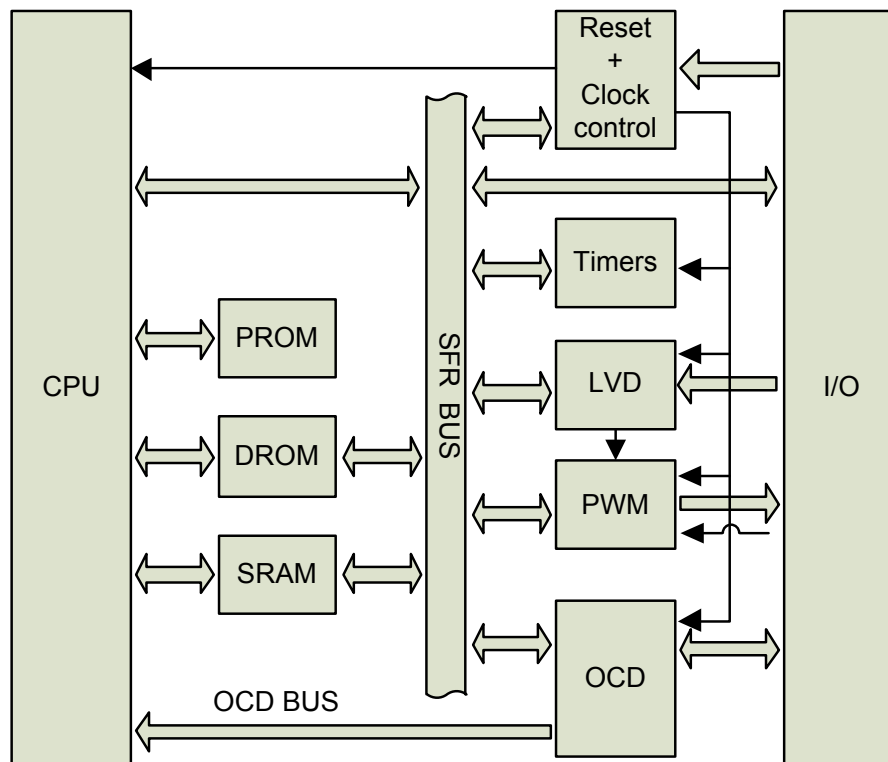 Reset
+
Clock
control
Timers
PROM
SFR BUS
CPU
LVD
I/O
DROM
PWM
SRAM
OCD
OCD BUS